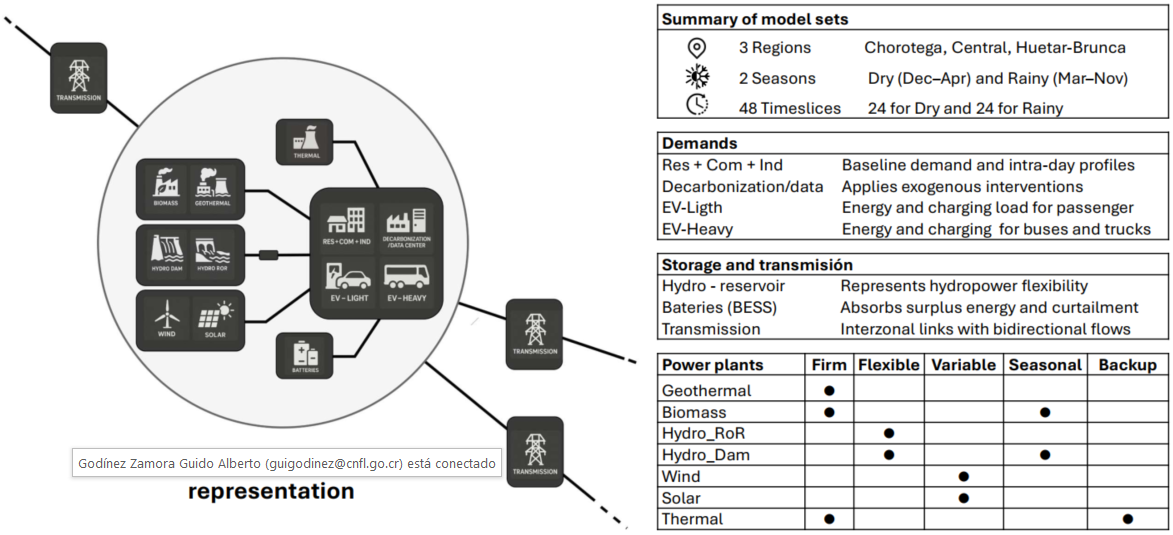 TRANSMISSION
THERMAL
BIOMASS
GEOTHERMAL
HYDRO DAM
HYDRO ROR
WIND
SOLAR
RES + COM + IND
DECARBONIZATION
/DATA CENTER
EV – LIGHT
EV – HEAVY
BATTERIES
TRANSMISSION
TRANSMISSION
Godínez Zamora Guido Alberto (guigodinez@cnfl.go.cr) está conectado
representation
Summary of model sets
3 Regions Chorotega, Central, Huetar-Brunca
2 Seasons Dry (Dec–Apr) and Rainy (Mar–Nov)
48 Timeslices 24 for Dry and 24 for Rainy
Demands
Res + Com + Ind Baseline demand and intra-day profiles
Decarbonization/data Applies exogenous interventions
EV-Ligth Energy and charging load for passenger
EV-Heavy Energy and charging for buses and trucks
Storage and transmisión
Hydro - reservoir Represents hydropower flexibility
Bateries (BESS) Absorbs surplus energy and curtailment
Transmission Interzonal links with bidirectional flows
Power plants Firm Flexible Variable Seasonal Backup
Geothermal ●
Biomass ● ●
Hydro_RoR ●
Hydro_Dam ● ●
Wind ●
Solar ●
Thermal ● ●